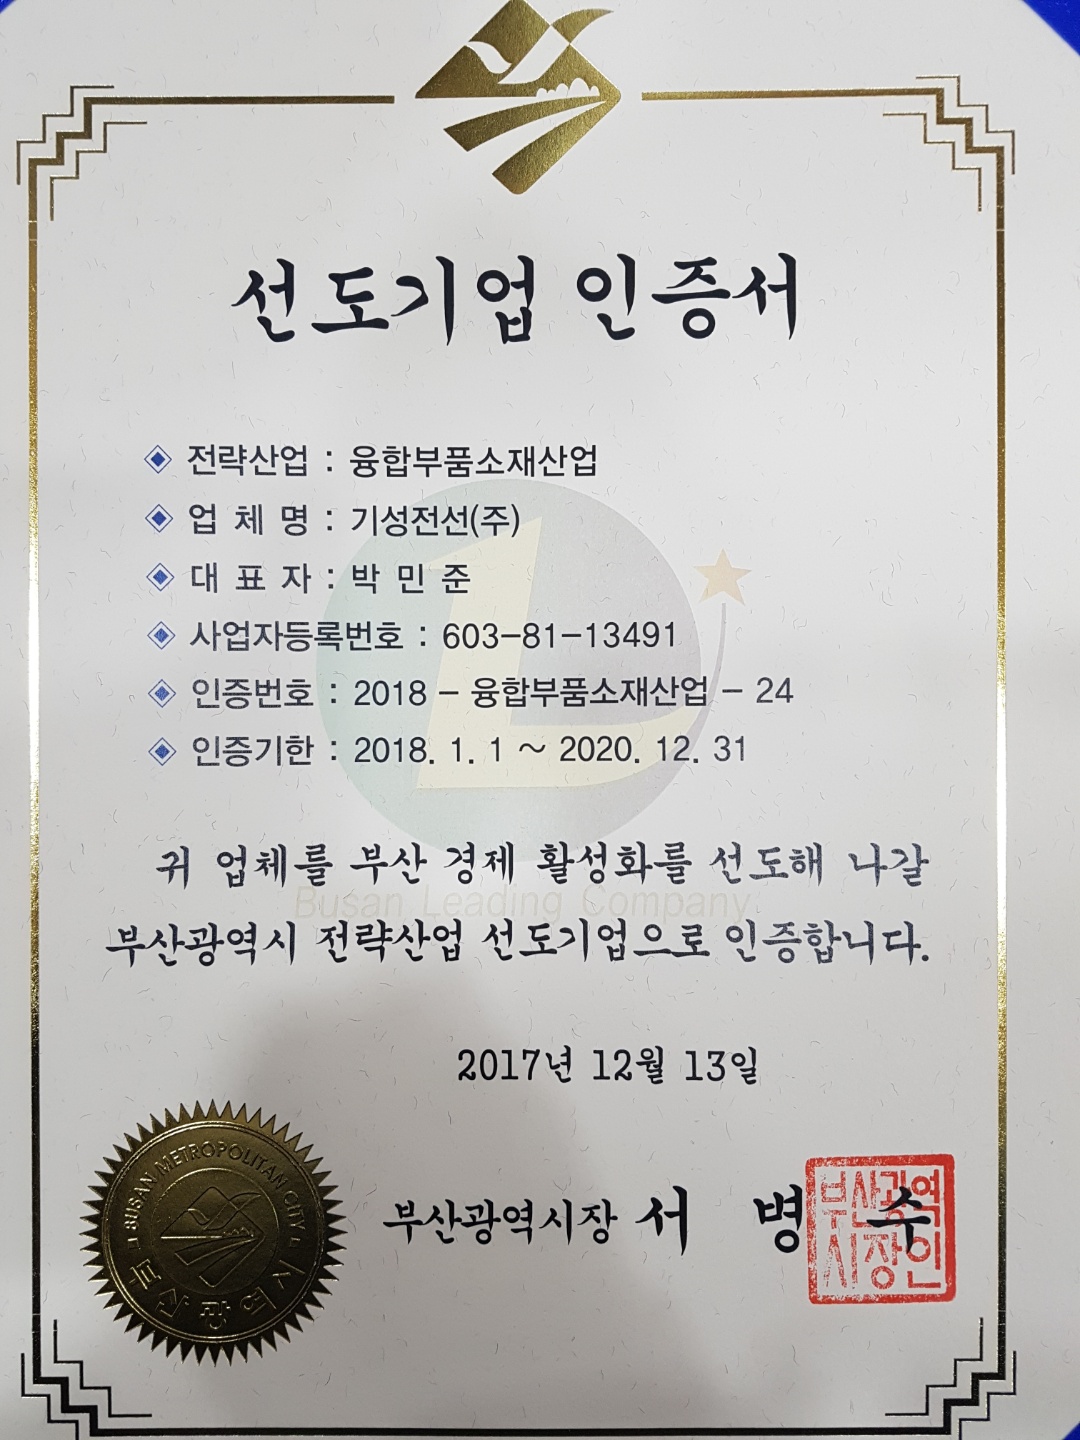 선도기업 인증서
전략산업 : 융합부품소재산업
업 체 명 : 기성전선(주)
대 표 자 : 박 민 준
사업자등록번호 : 603-81-13491
인증번호 : 2018 - 융합부품소재산업 - 24
인증기한 : 2018. 1. 1 ~ 2020. 12. 31
귀 업체를 부산 경제 활성화를 선도해 나갈
Busan Leading Company
부산광역시 전략산업 선도기업으로 인증합니다.
2017년 12월 13일
부산광역시장 서 병 수
부산광역
시장인
BUSAN METROPOLITAN CITY
부산광역시